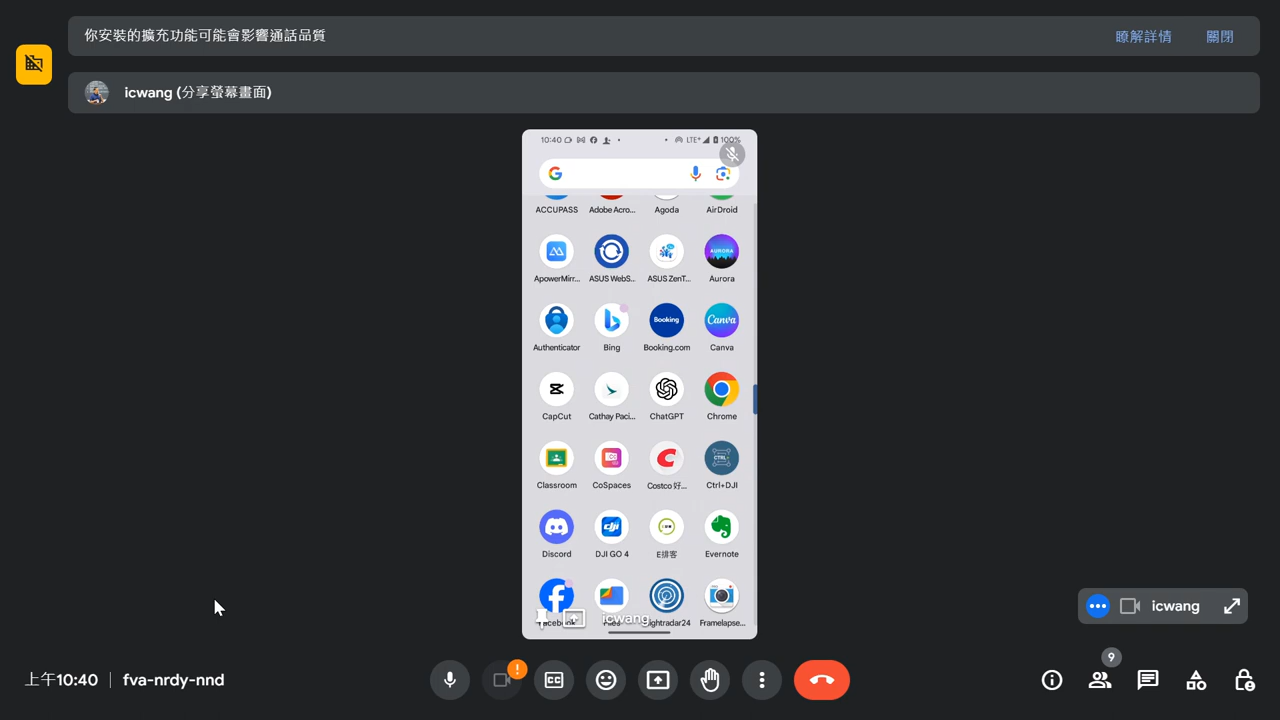 你安裝的擴充功能可能會影響通話品質
瞭解詳情
關閉
icwang (分享螢幕畫面)
10:40
LTE+
100%
ACCUPASS
Adobe Acro...
Agoda
AirDroid
AURORA
ApowerMirr...
ASUS WebS...
ASUS ZenT...
Aurora
Booking
Canva
Authenticator
Bing
Booking.com
Canva
CapCut
Cathay Paci...
ChatGPT
Chrome
CTRL+
Classroom
CoSpaces
Costco 好...
Ctrl+DJI
dji
Discord
DJI GO 4
E排客
Evernote
icwang
Facebook
Files
Framelapse...
icwang
上午10:40
fva-nrdy-nnd
9